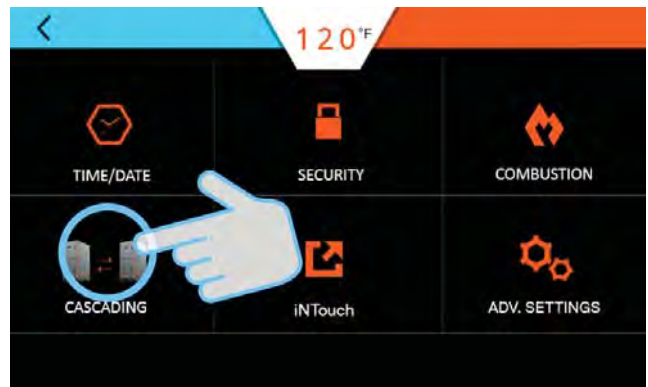 120°F
TIME/DATE
SECURITY
COMBUSTION
CASCADING
iNTouch
ADV. SETTINGS